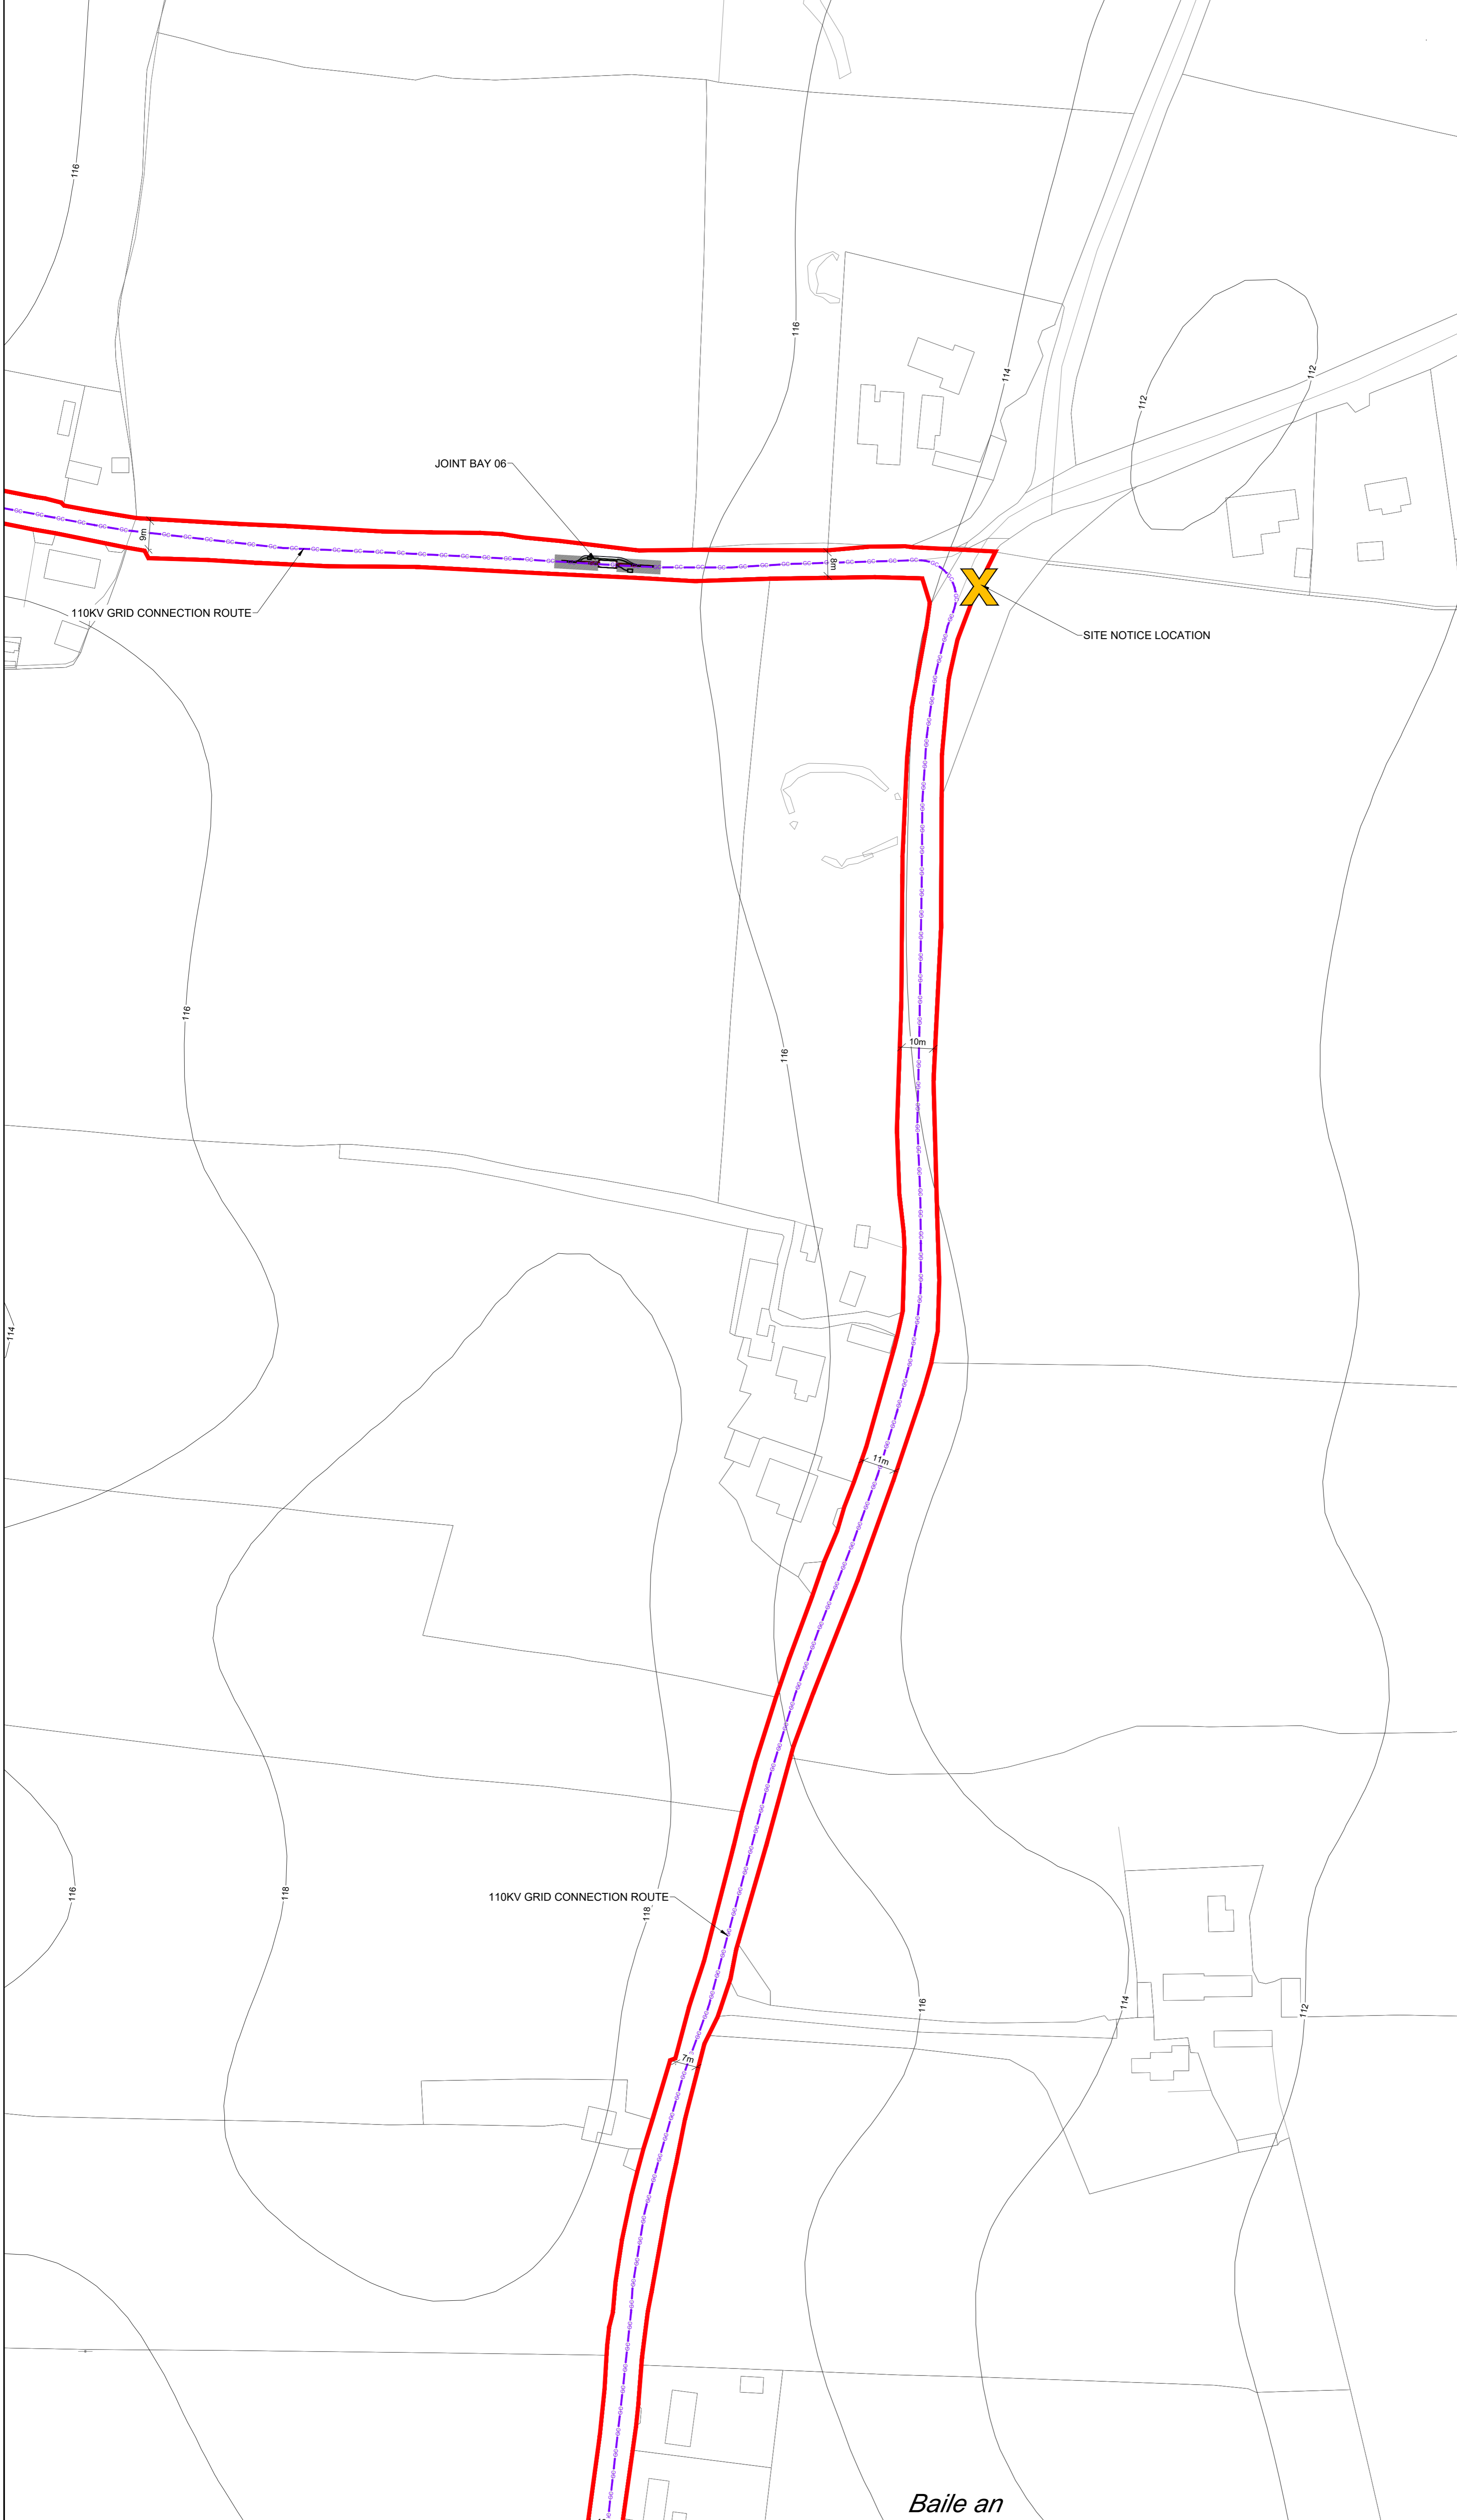 116
116
114
112
112
JOINT BAY 06
9m
8m
110KV GRID CONNECTION ROUTE
SITE NOTICE LOCATION
116
10m
116
114
11m
116
118
110KV GRID CONNECTION ROUTE
118
116
114
112
7m
Baile an